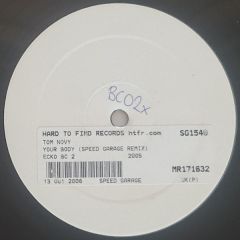 BC02x
HARD TO FIND RECORDS htfr.com SG1540
TOM NOVY
YOUR BODY (SPEED GARAGE REMIX)
ECKO BC 2 2005
MR171632
13 Oct 2006 SPEED GARAGE UK(P)